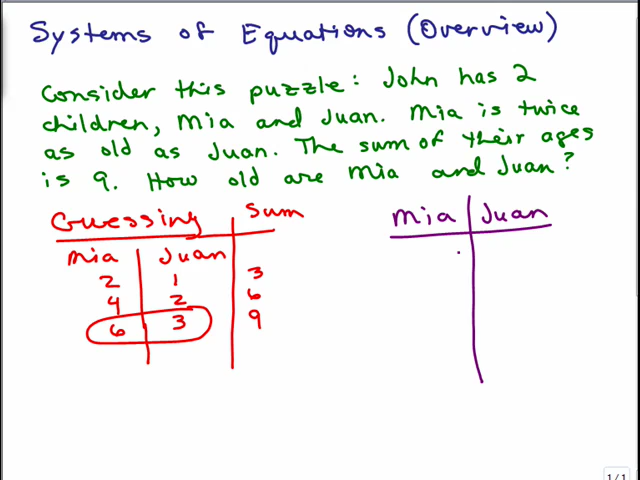 Systems of Equations (Overview)
Consider this puzzle: John has 2
children, Mia and Juan. Mia is twice
as old as Juan. The sum of their ages
is 9. How old are Mia and Juan?
Guessing Sum
Mia Juan
2 1 3
4 2 6
6 3 9
Mia Juan
1/1